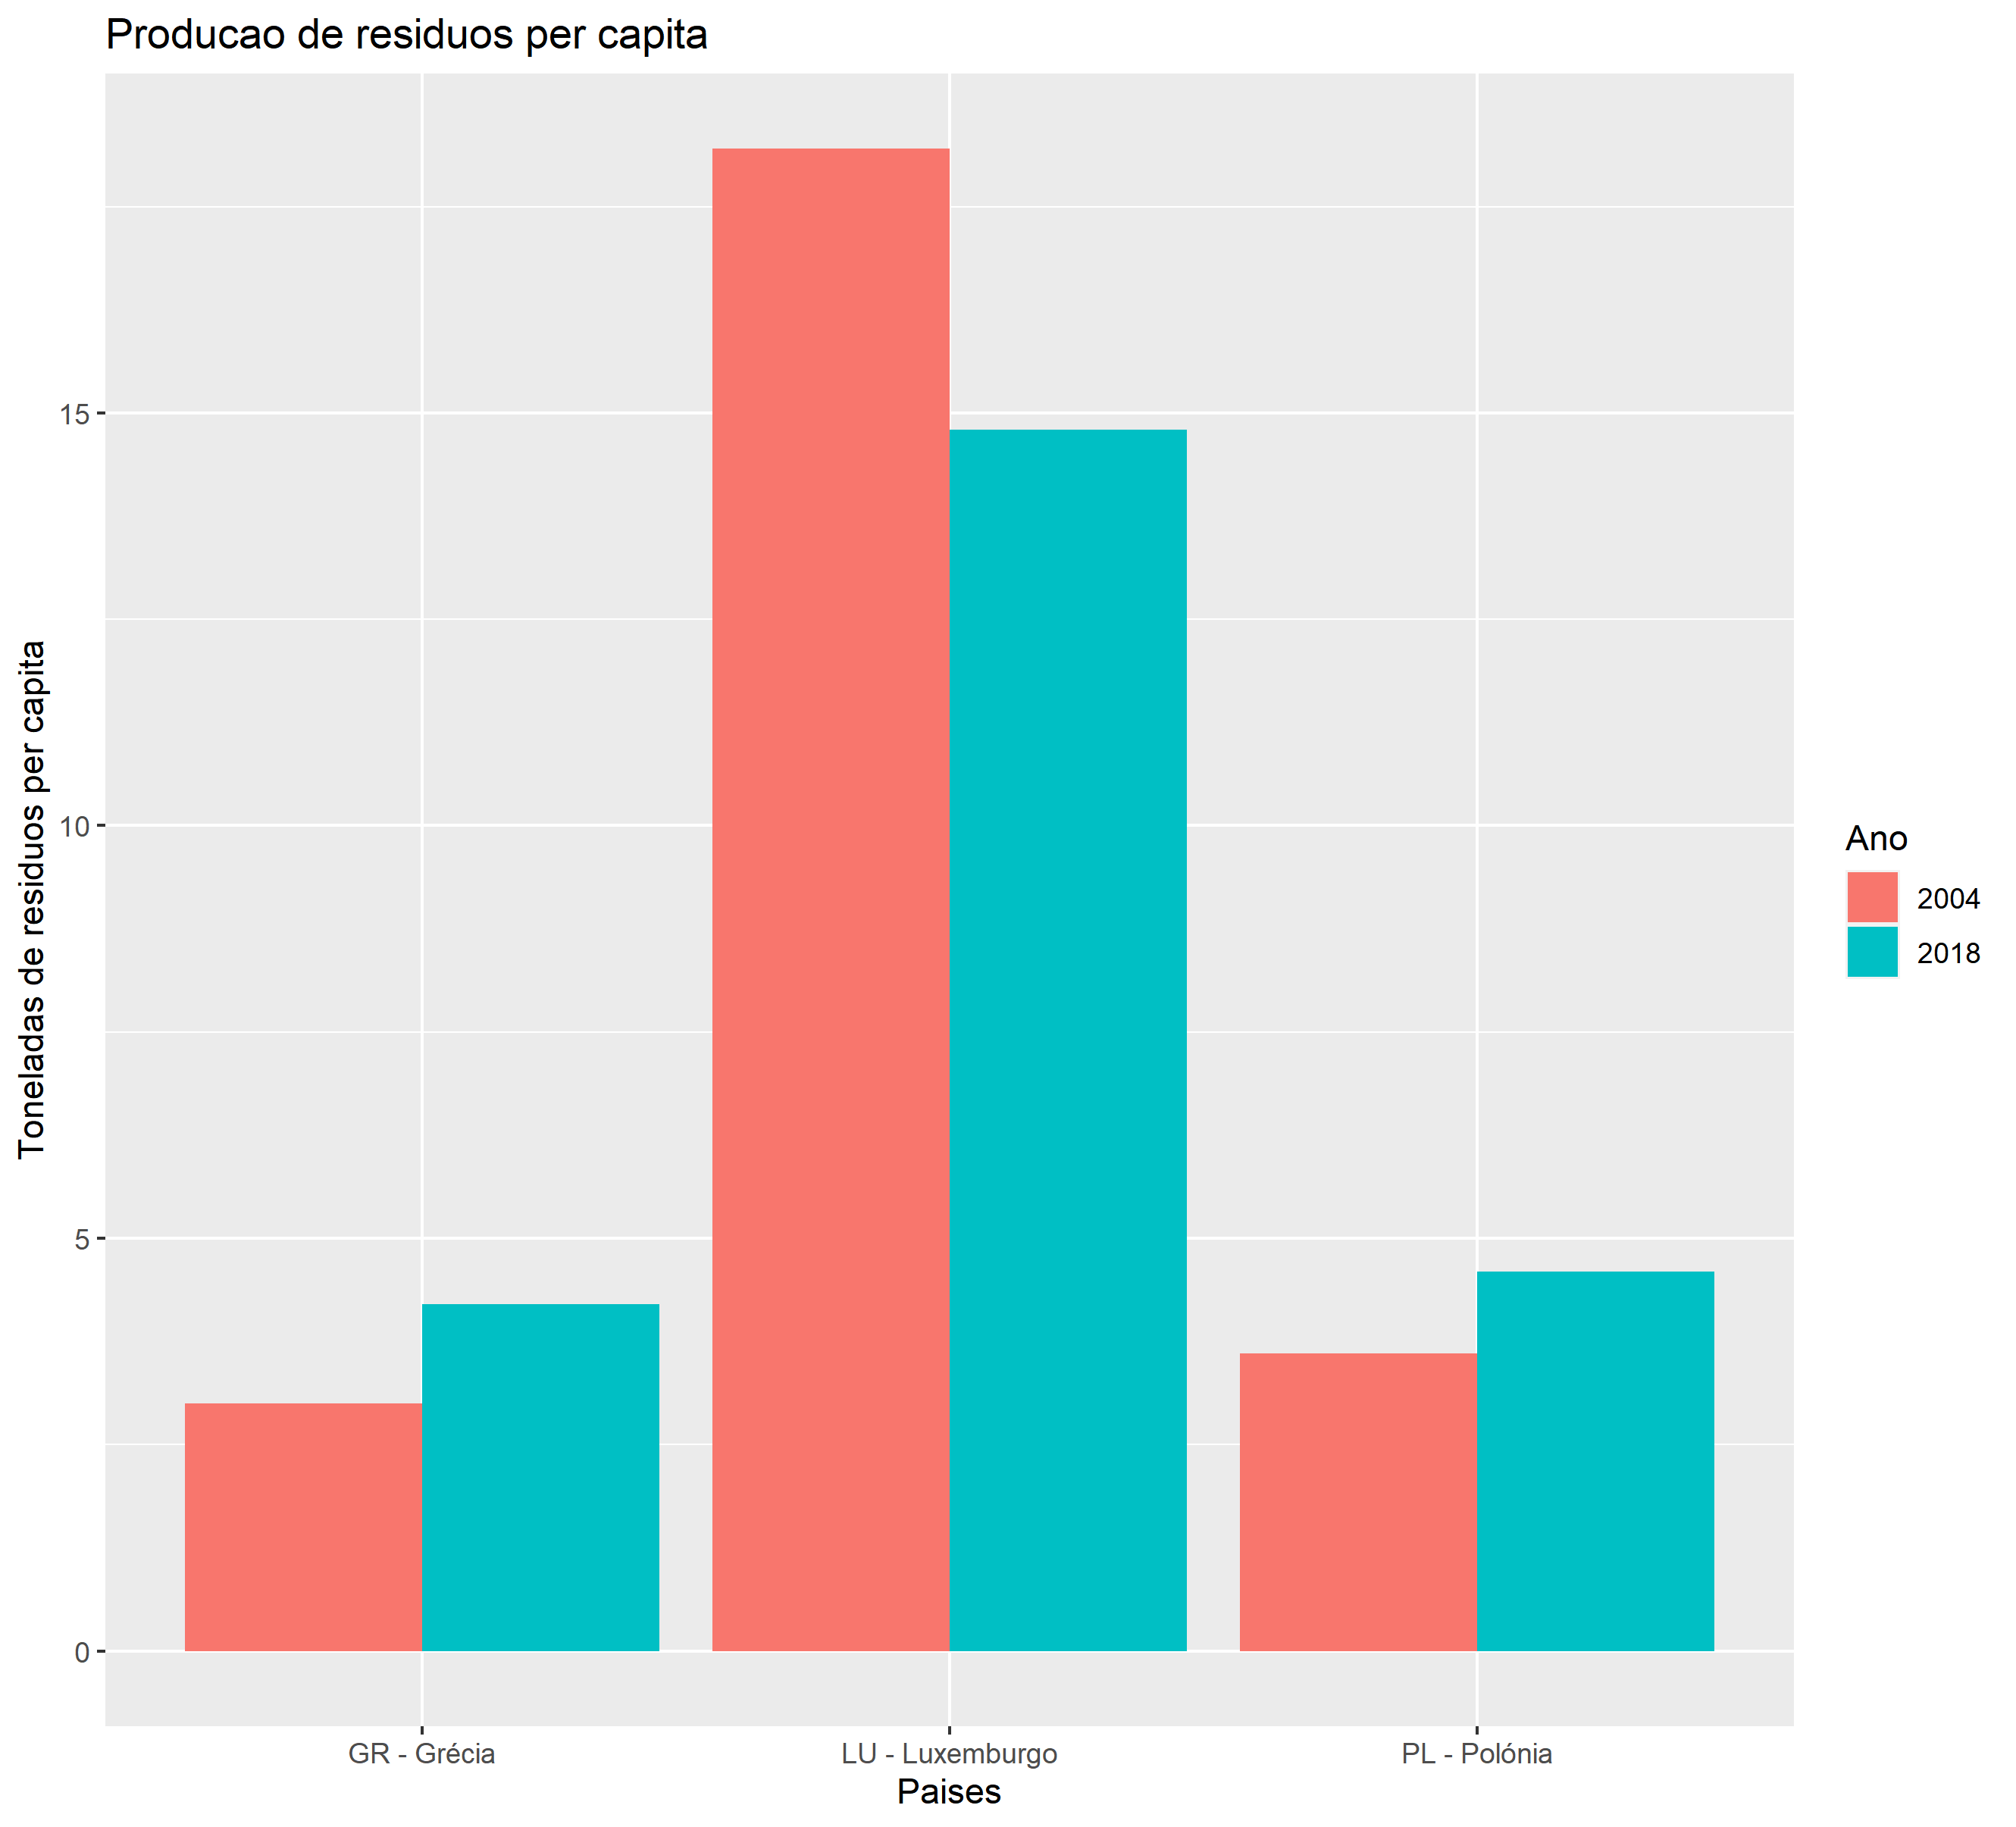 Producao de residuos per capita
Toneladas de residuos per capita
15
10
5
0
GR - Grécia
LU - Luxemburgo
PL - Polónia
Paises
Ano
2004
2018